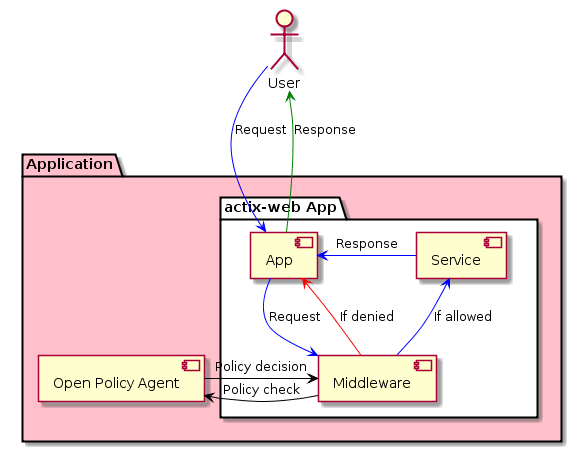 User
Request
Response
Application
actix-web App
App
Response
Service
Request
If denied
If allowed
Open Policy Agent
Policy decision
Policy check
Middleware